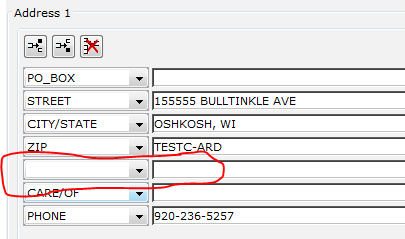 Address 1
PO_BOX
STREET 155555 BULLTINKLE AVE
CITY/STATE OSHKOSH, WI
ZIP TESTC-ARD
CARE/OF
PHONE 920-236-5257